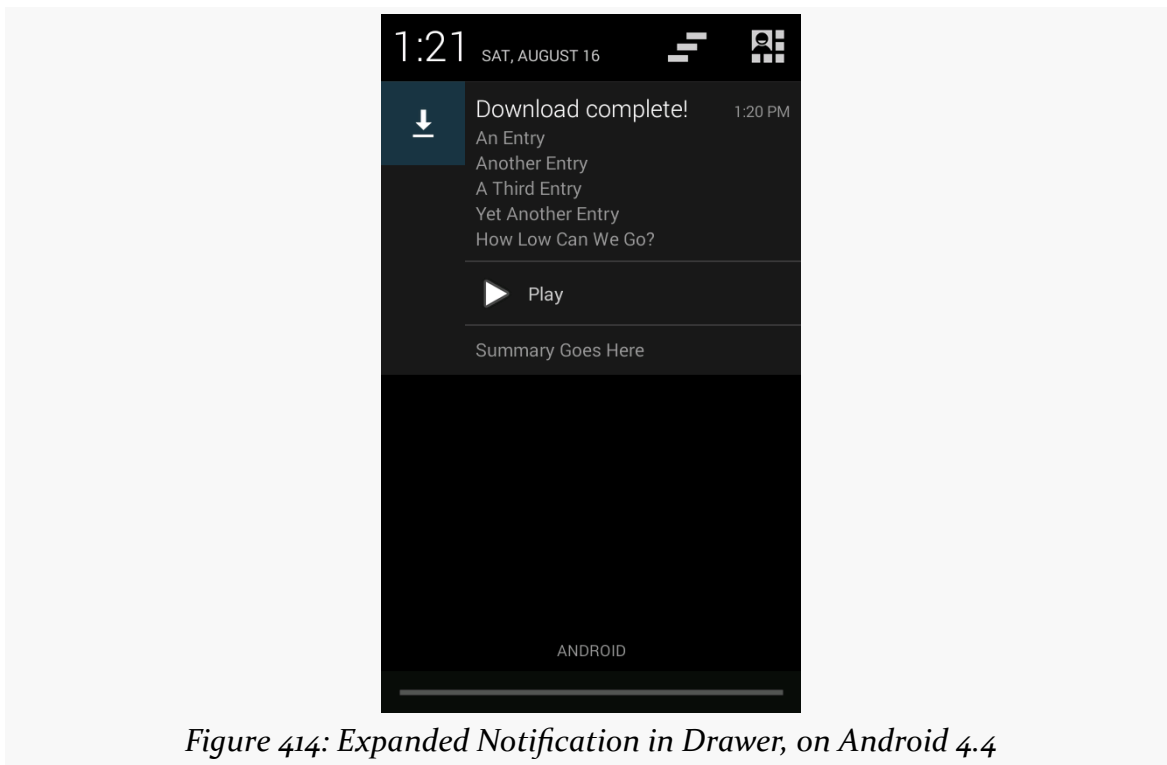 1:21 SAT, AUGUST 16
Download complete! 1:20 PM
An Entry
Another Entry
A Third Entry
Yet Another Entry
How Low Can We Go?
Play
Summary Goes Here
ANDROID
Figure 414: Expanded Notification in Drawer, on Android 4.4